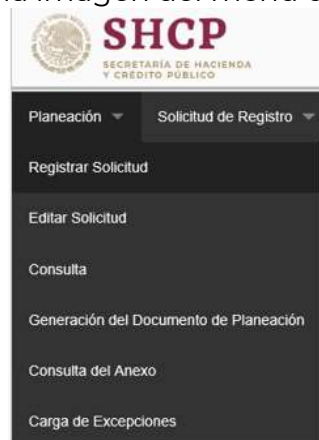 la imagen del menú
SHCP
SECRETARÍA DE HACIENDA
Y CRÉDITO PÚBLICO
Planeación Solicitud de Registro
Registrar Solicitud
Editar Solicitud
Consulta
Generación del Documento de Planeación
Consulta del Anexo
Carga de Excepciones